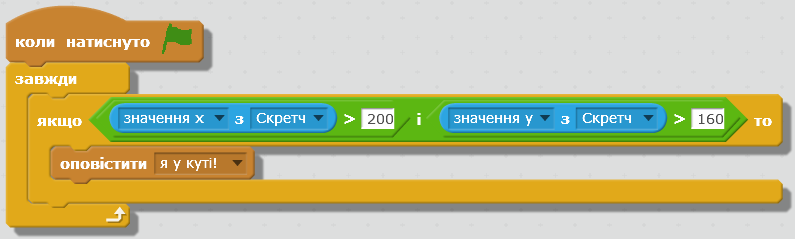 коли натиснуто
завжди
якщо значення x з Скретч > 200 і значення y з Скретч > 160 то
оповістити я у куті!